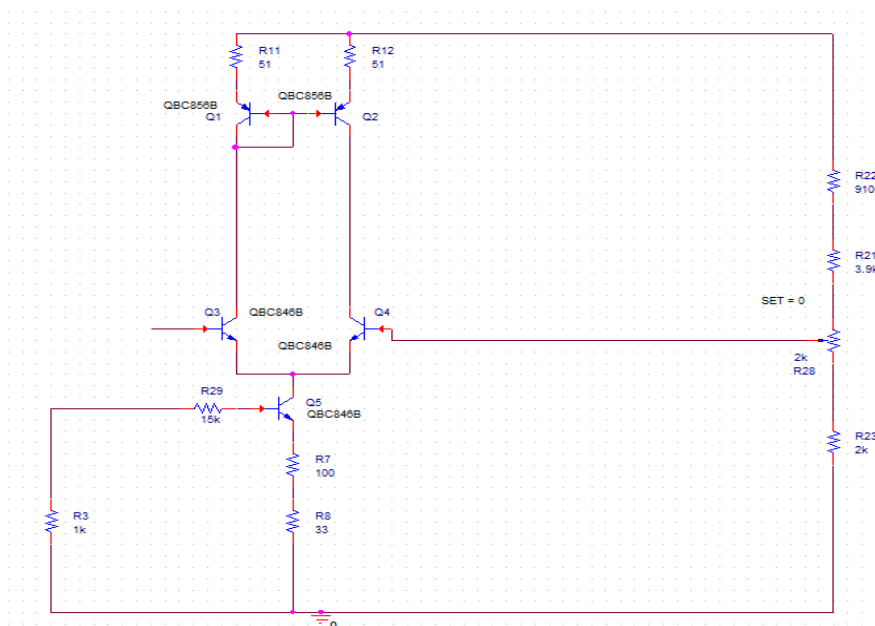 R11
51
R12
51
QBC856B
QBC856B
Q1
Q2
R22
910
R21
3.9k
SET = 0
Q3
QBC846B
Q4
QBC846B
2k
R28
R29
15k
Q5
QBC846B
R23
2k
R7
100
R3
1k
R8
33
0